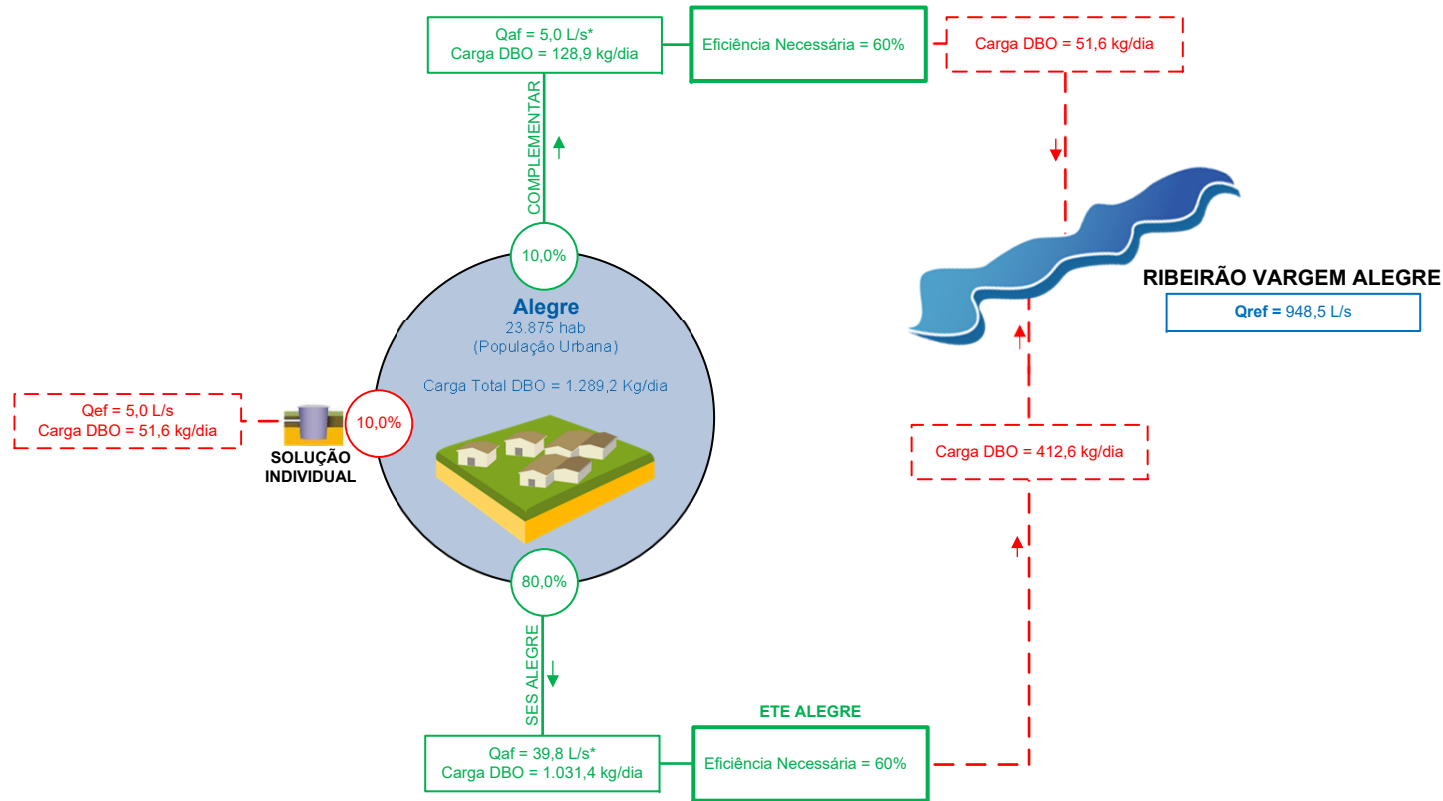 Qaf = 5,0 L/s*
Carga DBO = 128,9 kg/dia
Eficiência Necessária = 60%
Carga DBO = 51,6 kg/dia
COMPLEMENTAR
10,0%
Alegre
23.875 hab
(População Urbana)
Carga Total DBO = 1.289,2 Kg/dia
RIBEIRÃO VARGEM ALEGRE
Qref = 948,5 L/s
Qef = 5,0 L/s
Carga DBO = 51,6 kg/dia
10,0%
SOLUÇÃO
INDIVIDUAL
Carga DBO = 412,6 kg/dia
80,0%
SES ALEGRE
ETE ALEGRE
Qaf = 39,8 L/s*
Carga DBO = 1.031,4 kg/dia
Eficiência Necessária = 60%